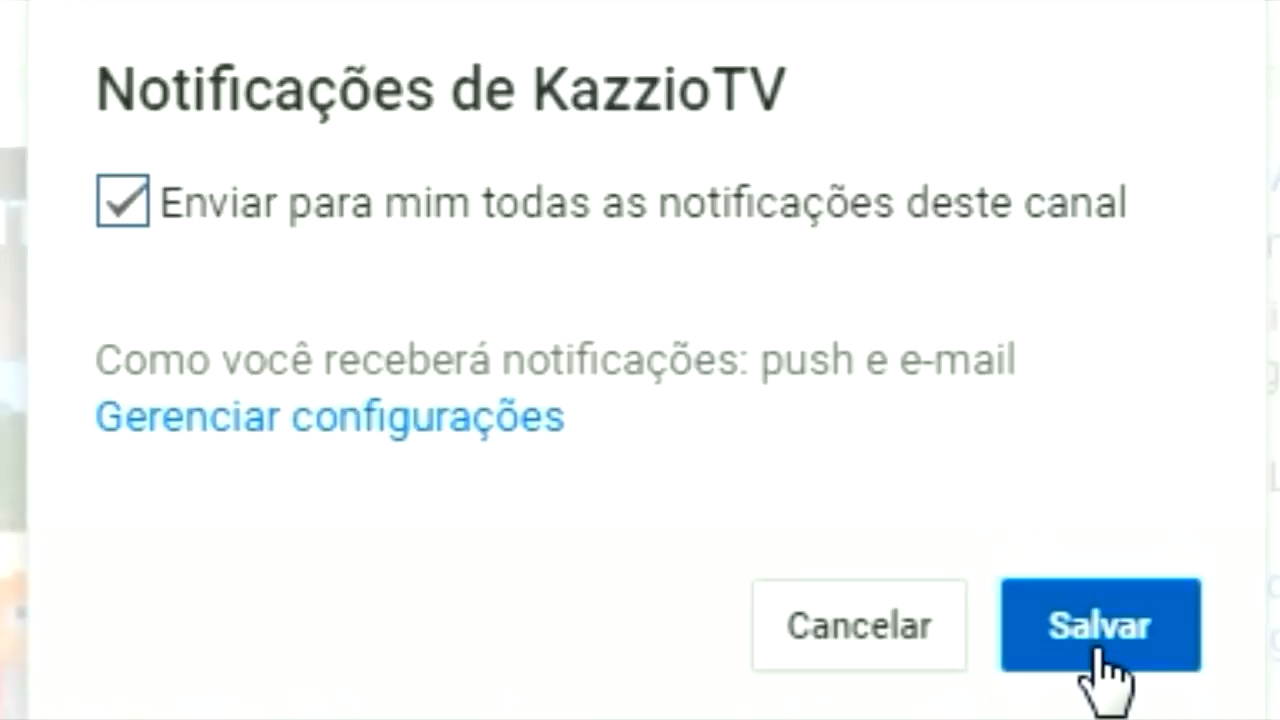 Notificações de KazzioTV
Enviar para mim todas as notificações deste canal
Como você receberá notificações: push e e-mail
Gerenciar configurações
Cancelar
Salvar